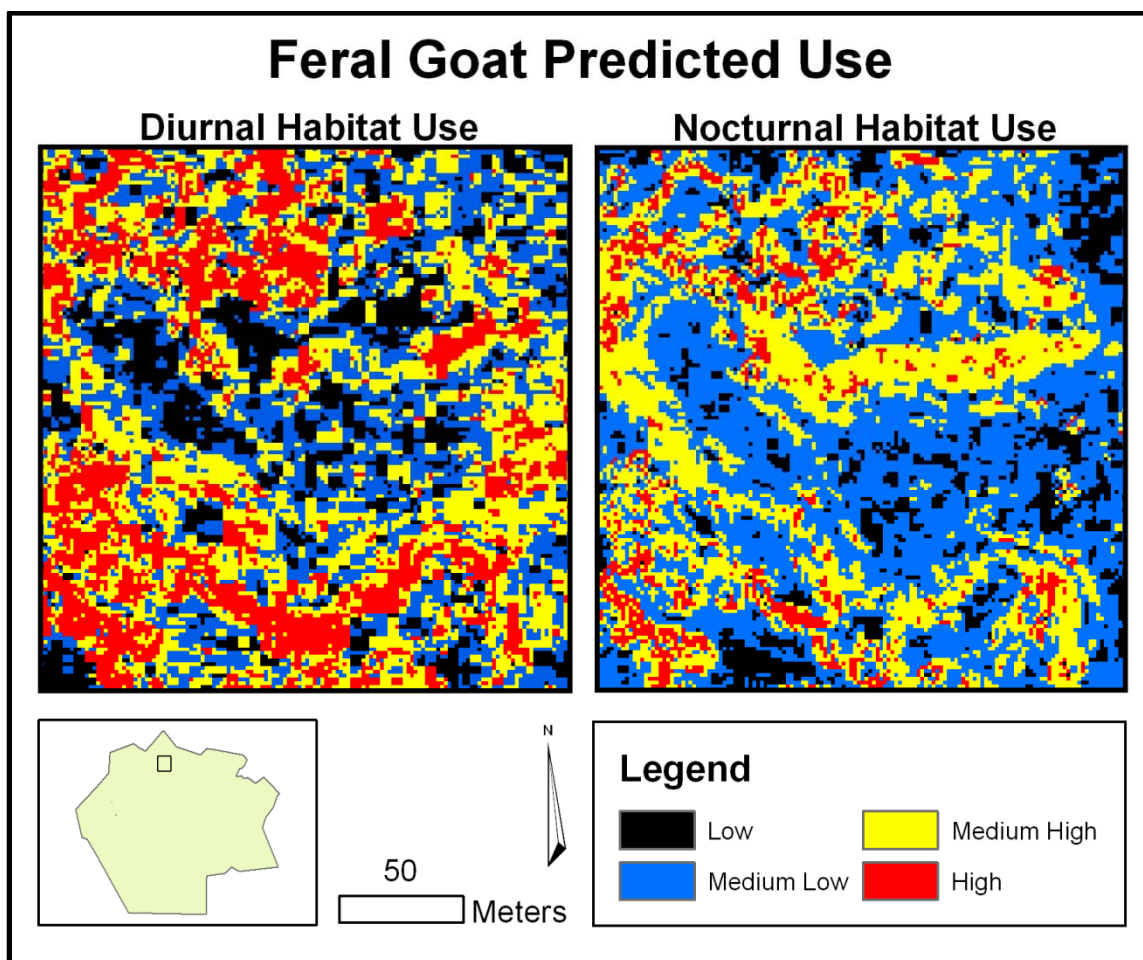 Feral Goat Predicted Use
Diurnal Habitat Use
Nocturnal Habitat Use
N
50
Meters
Legend
Low
Medium High
Medium Low
High